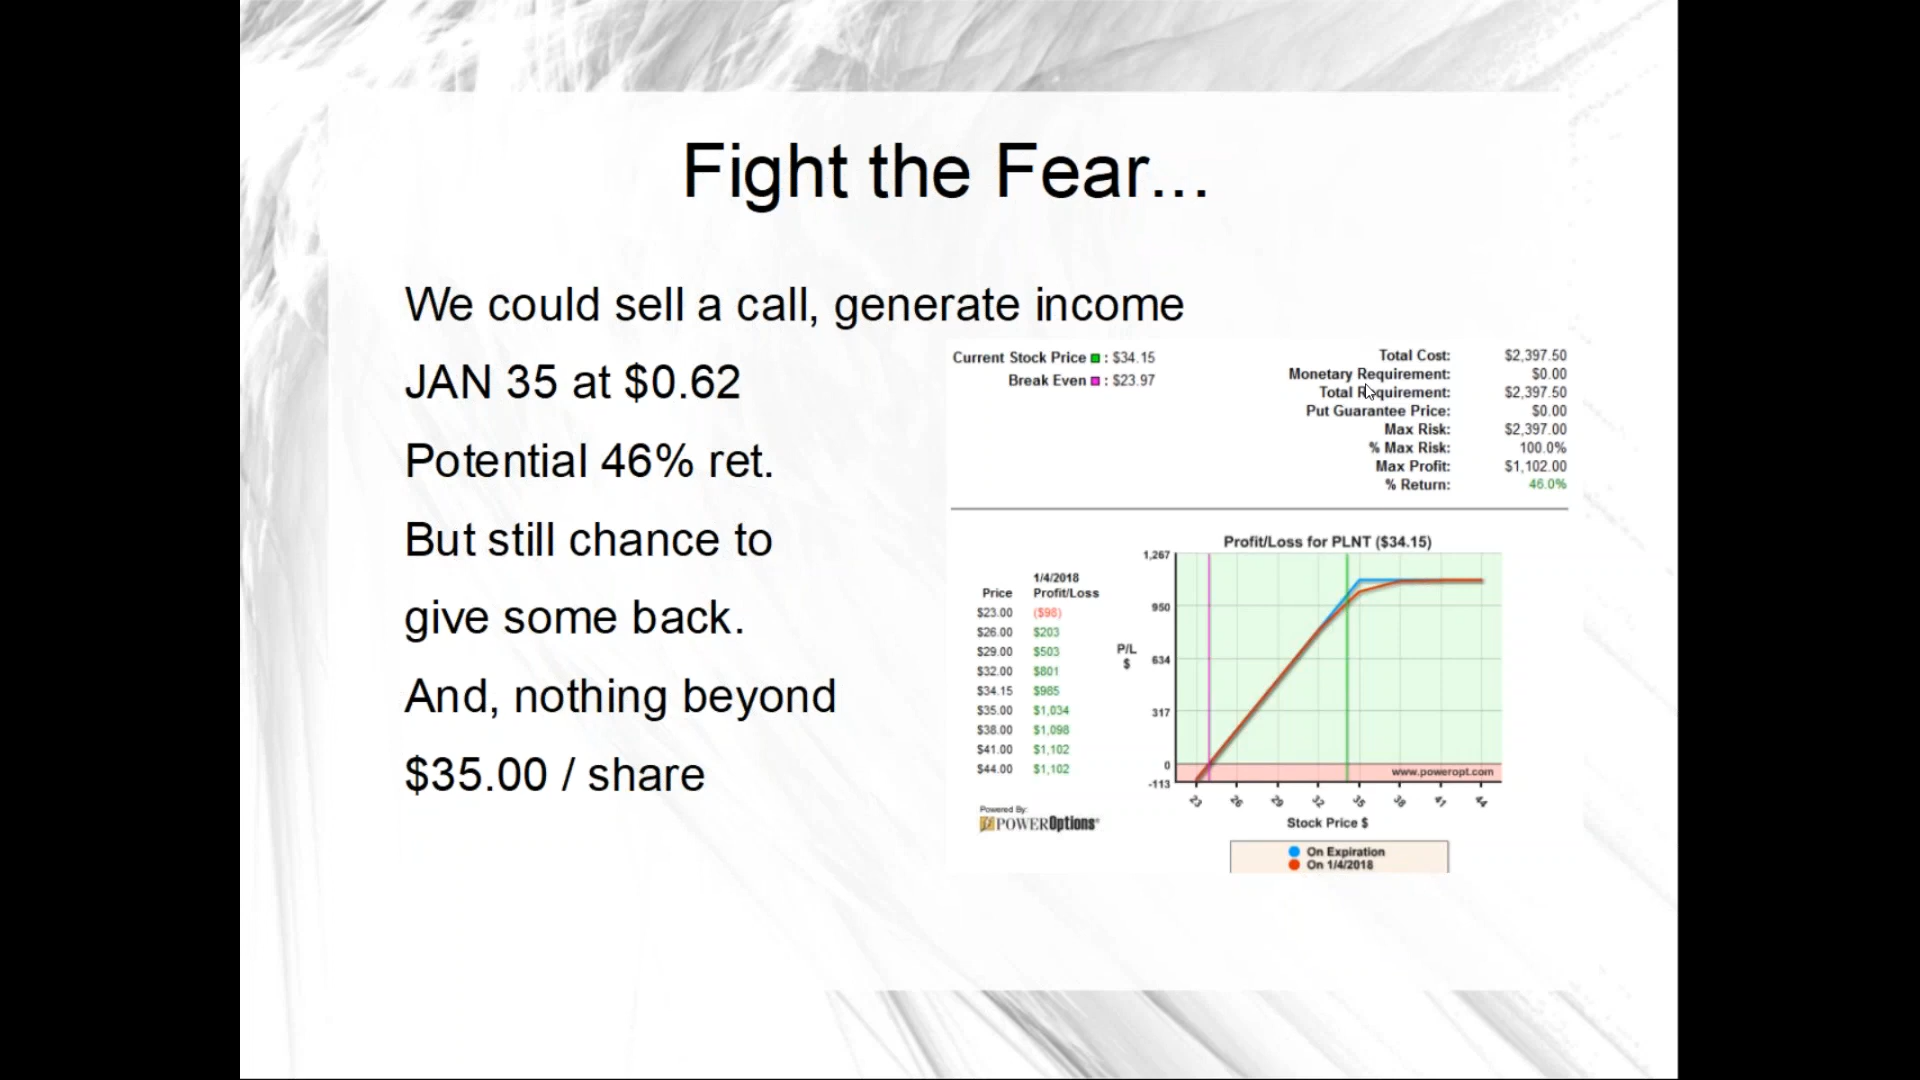 Fight the Fear...
We could sell a call, generate income
JAN 35 at $0.62
Potential 46% ret.
But still chance to
give some back.
And, nothing beyond
$35.00 / share
Current Stock Price : $34.15
Break Even : $23.97
Total Cost: $2,397.50
Monetary Requirement: $0.00
Total Requirement: $2,397.50
Put Guarantee Price: $0.00
Max Risk: $2,397.00
% Max Risk: 100.0%
Max Profit: $1,102.00
% Return: 46.0%
1/4/2018
Price Profit/Loss
$23.00 ($98)
$26.00 $203
$29.00 $503
$32.00 $801
$34.15 $985
$35.00 $1,034
$38.00 $1,098
$41.00 $1,102
$44.00 $1,102
Powered By:
POWEROptions®
Profit/Loss for PLNT ($34.15)
1,267
950
P/L
$
634
317
0
-113
www.poweropt.com
23 26 29 32 35 38 41 44
Stock Price $
On Expiration
On 1/4/2018